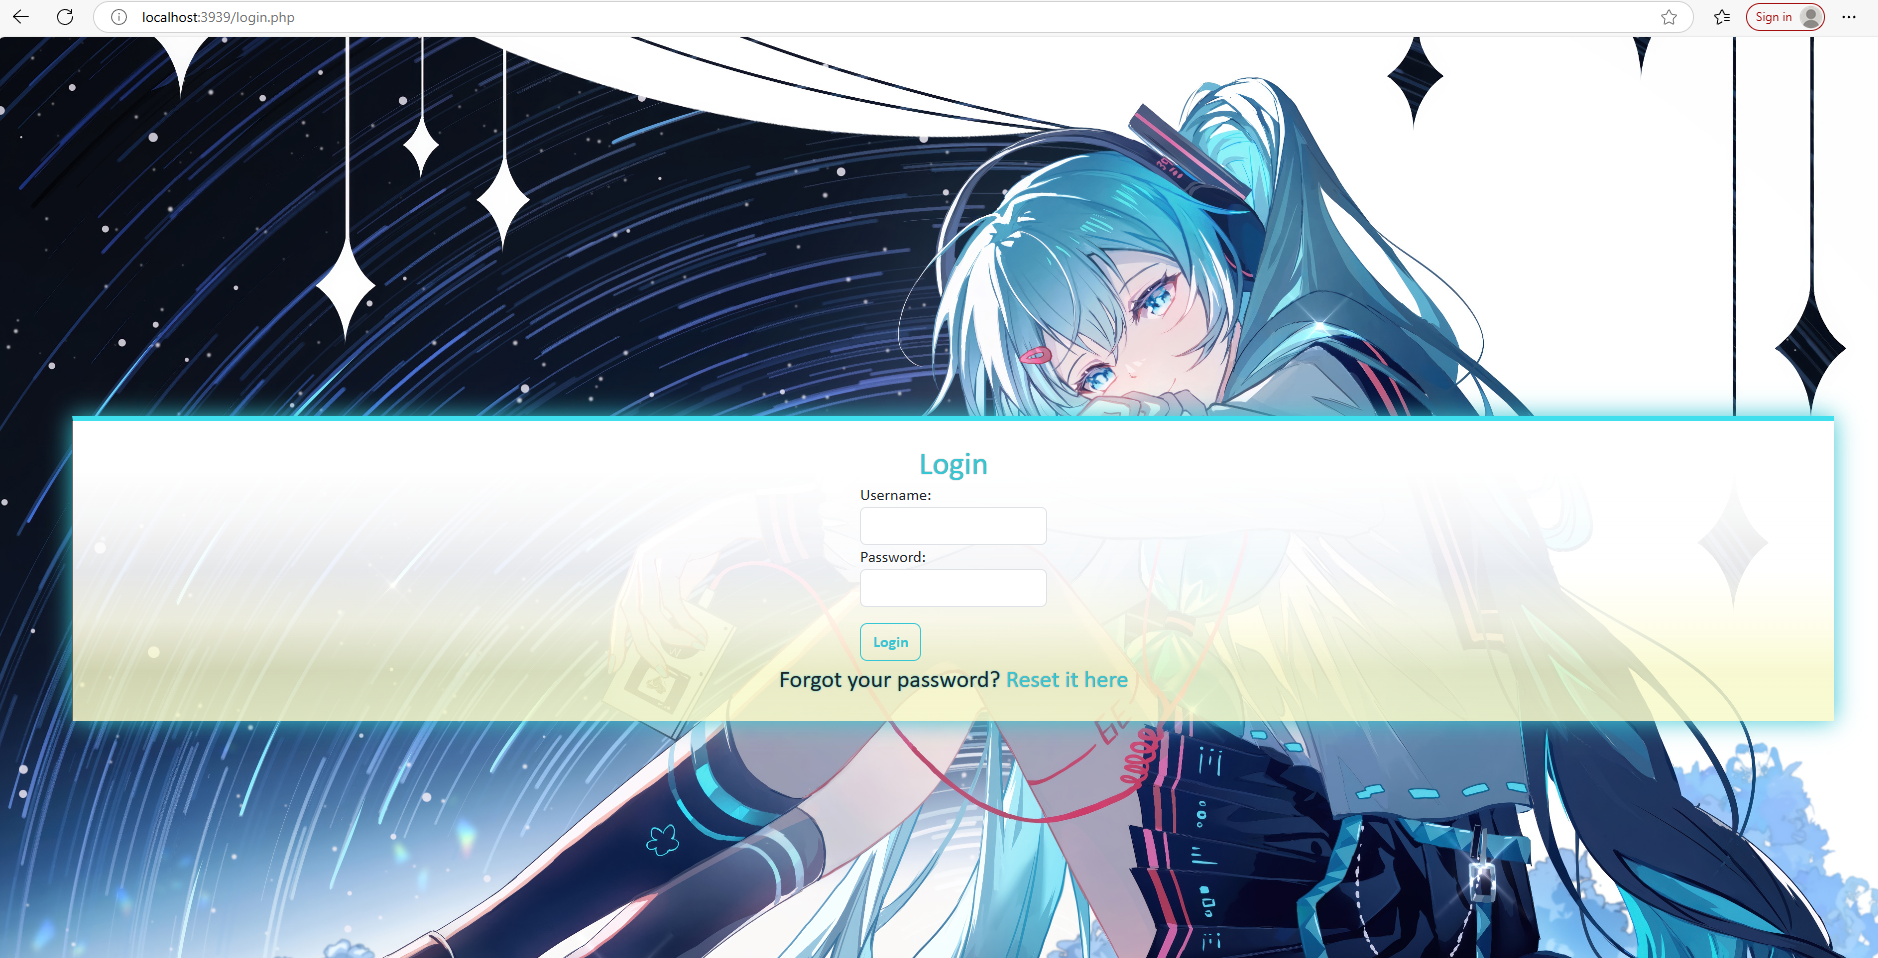 localhost:3939/login.php
Sign in
Login
Username:
Password:
Login
Forgot your password? Reset it here